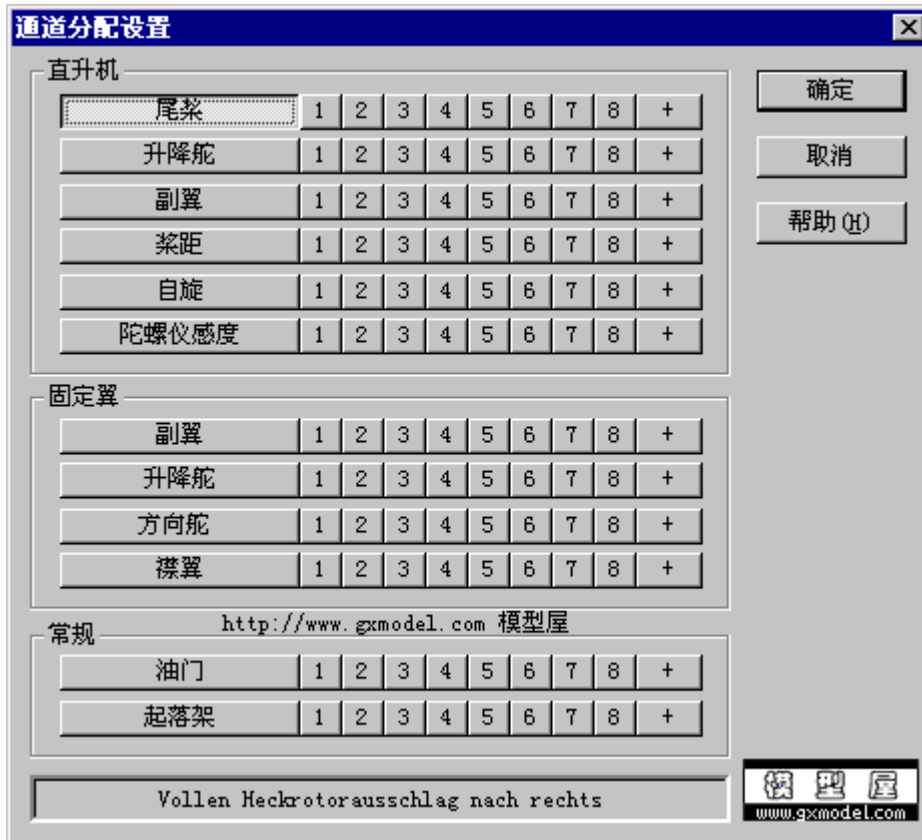 通道分配设置
直升机
尾桨 1 2 3 4 5 6 7 8 +
升降舵 1 2 3 4 5 6 7 8 +
副翼 1 2 3 4 5 6 7 8 +
桨距 1 2 3 4 5 6 7 8 +
自旋 1 2 3 4 5 6 7 8 +
陀螺仪感度 1 2 3 4 5 6 7 8 +
固定翼
副翼 1 2 3 4 5 6 7 8 +
升降舵 1 2 3 4 5 6 7 8 +
方向舵 1 2 3 4 5 6 7 8 +
襟翼 1 2 3 4 5 6 7 8 +
http://www.gxmodel.com 模型屋
常规
油门 1 2 3 4 5 6 7 8 +
起落架 1 2 3 4 5 6 7 8 +
Vollen Heckrotorausschlag nach rechts
确定
取消
帮助(H)
模型屋
www.gxmodel.com